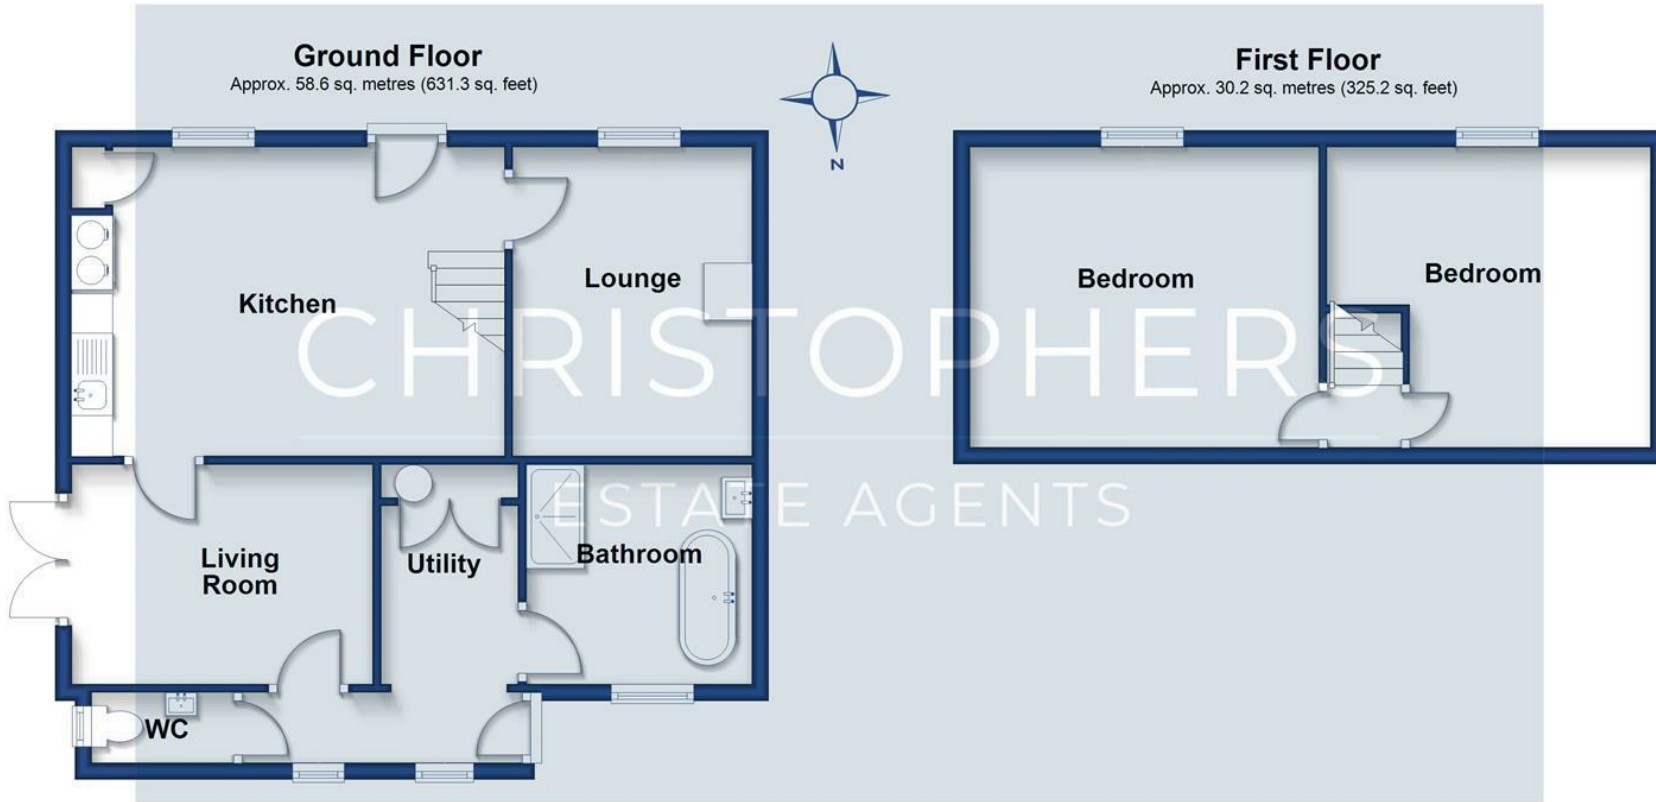 Ground Floor
Approx. 58.6 sq. metres (631.3 sq. feet)
N
First Floor
Approx. 30.2 sq. metres (325.2 sq. feet)
Kitchen
Lounge
Bedroom
Bedroom
CHRISTOPHERS
ESTATE AGENTS
Living
Room
Utility
Bathroom
WC